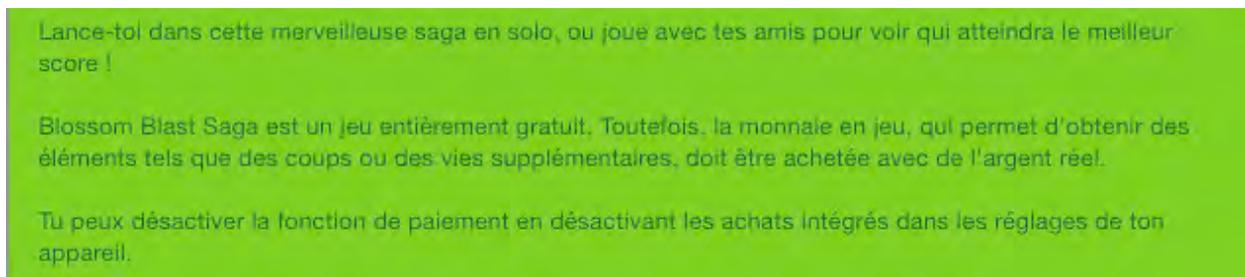 Lance-toi dans cette merveilleuse saga en solo, ou joue avec tes amis pour voir qui atteindra le meilleur
score !
Blossom Blast Saga est un jeu entièrement gratuit. Toutefois, la monnaie en jeu, qui permet d'obtenir des
éléments tels que des coups ou des vies supplémentaires, doit être achetée avec de l'argent réel.
Tu peux désactiver la fonction de paiement en désactivant les achats intégrés dans les réglages de ton
appareil.